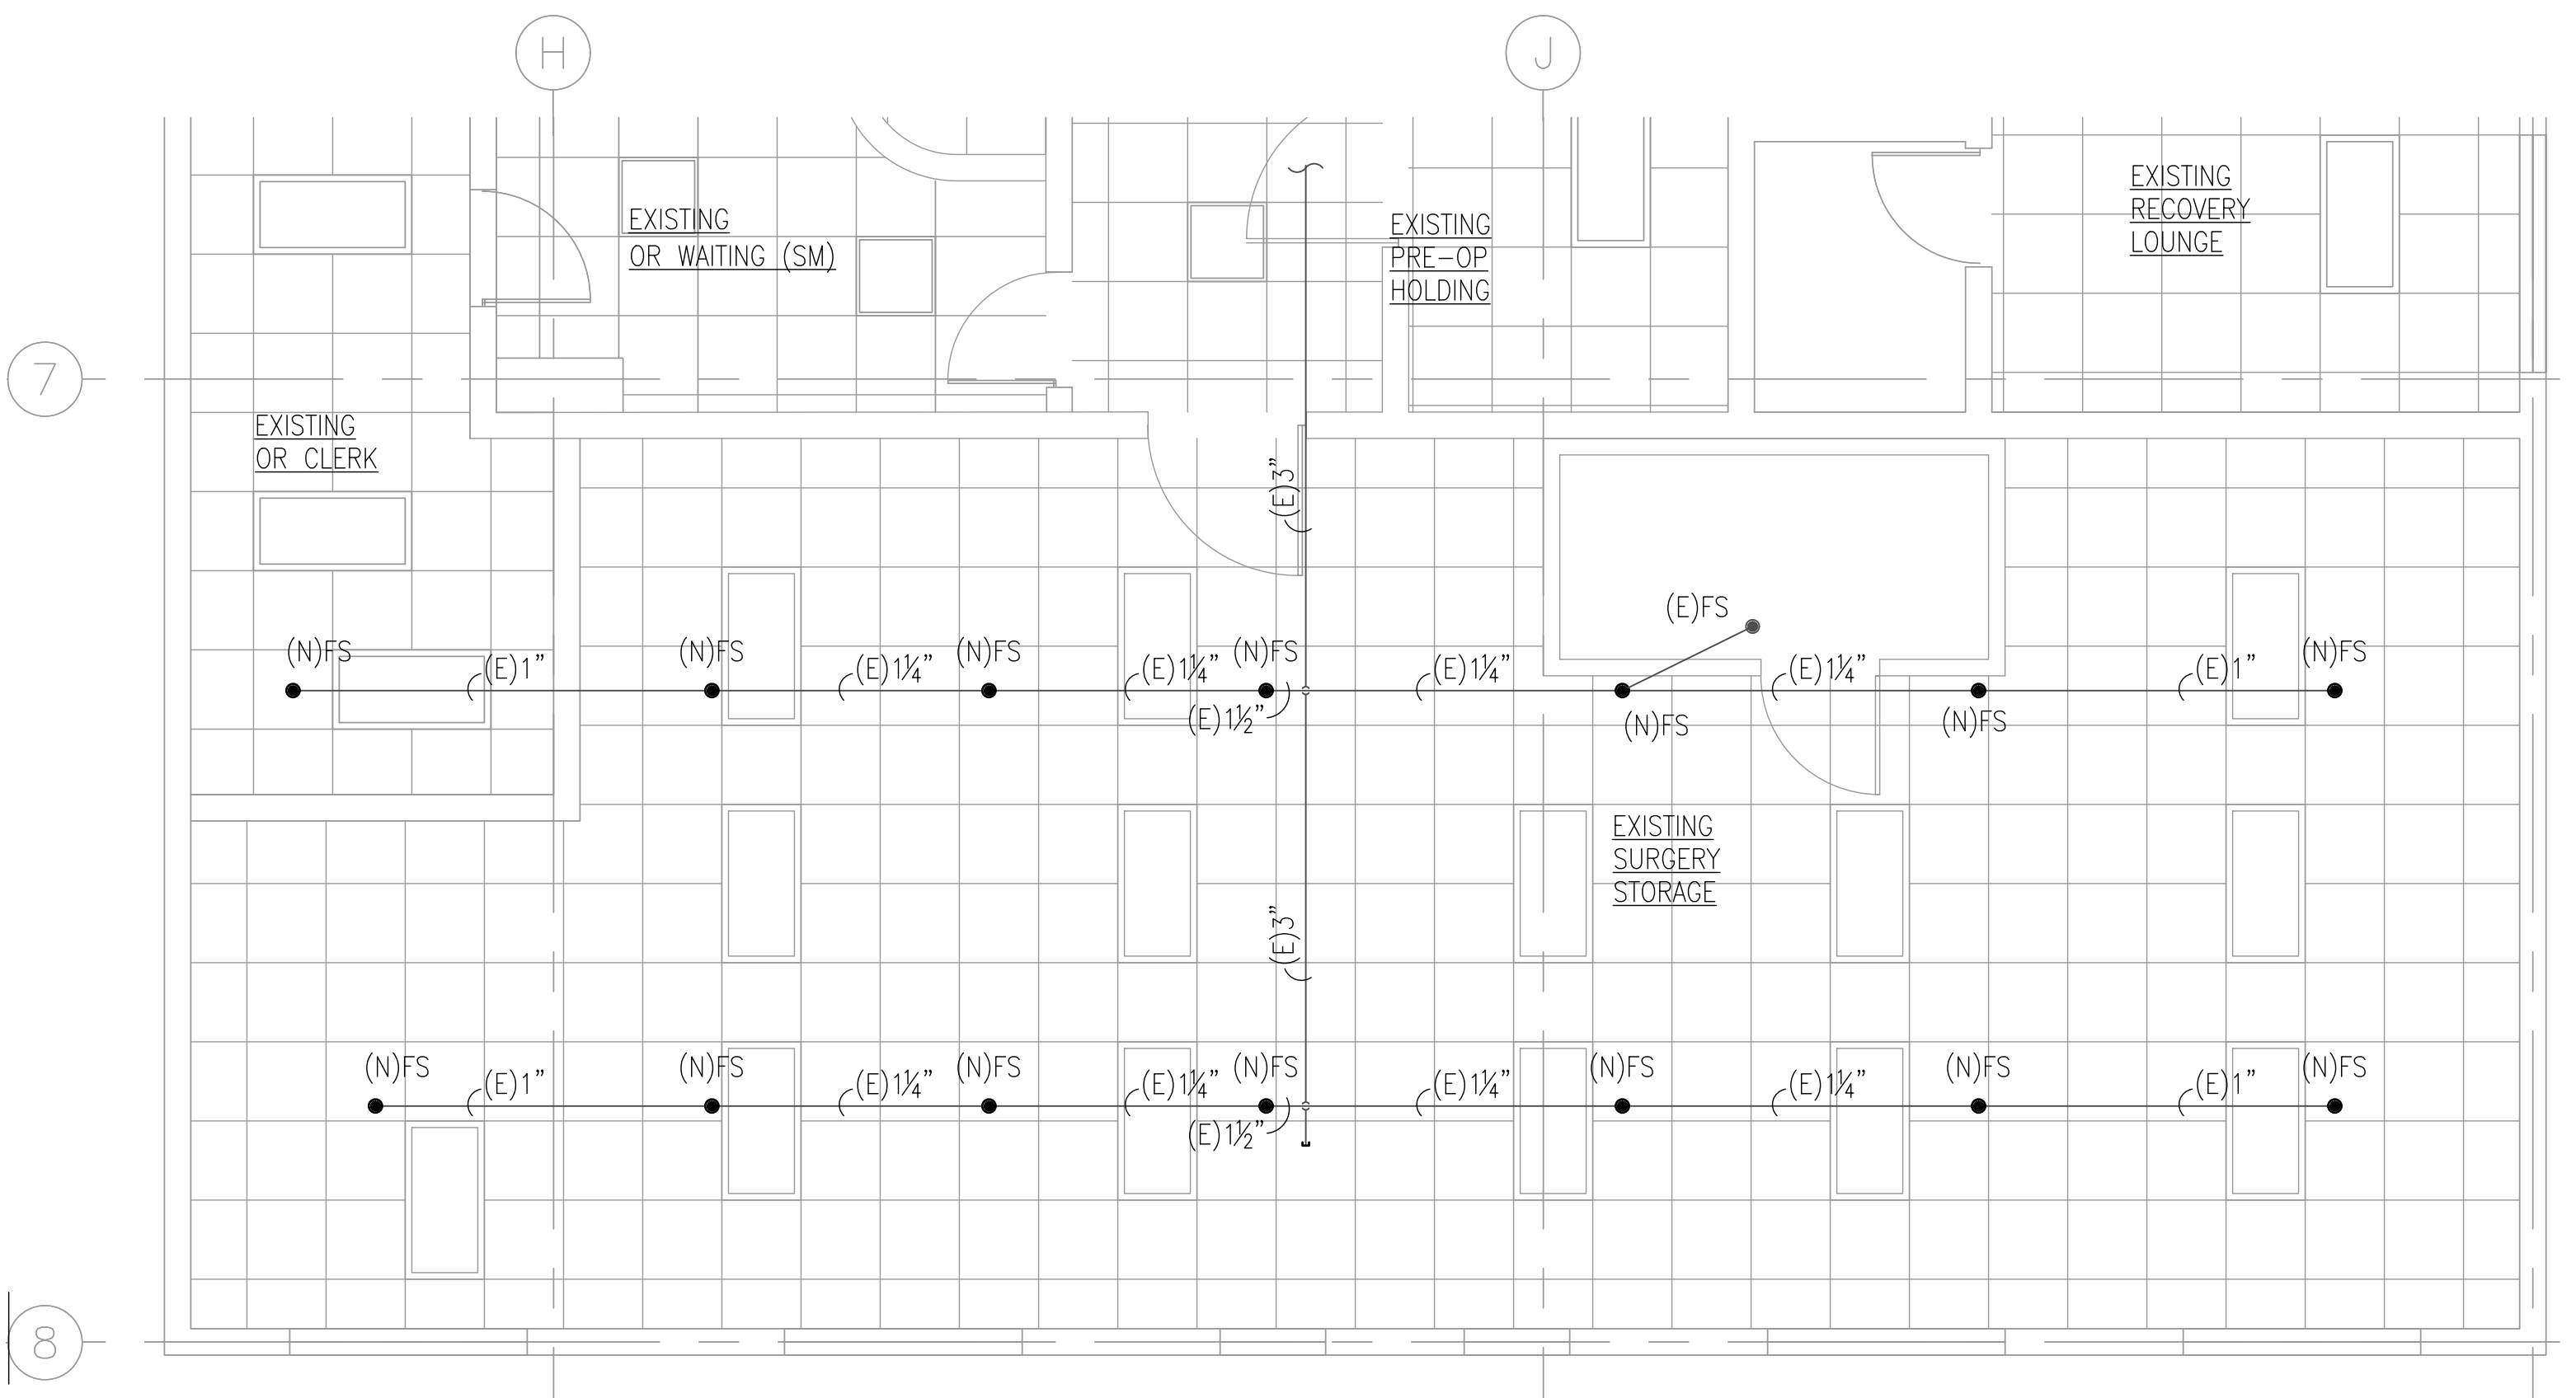 H
J
EXISTING
RECOVERY
LOUNGE
EXISTING
OR WAITING (SM)
EXISTING
PRE-OP
HOLDING
7
EXISTING
OR CLERK
(E)3"
(E)FS
(N)FS
(N)FS
(N)FS
(N)FS
(N)FS
(E)1"
(E)1¼"
(E)1¼"
(E)1¼"
(E)1¼"
(E)1"
(E)1½"
(N)FS
(N)FS
EXISTING
SURGERY
STORAGE
(E)3"
(N)FS
(N)FS
(N)FS
(N)FS
(N)FS
(N)FS
(N)FS
(E)1"
(E)1¼"
(E)1¼"
(E)1¼"
(E)1¼"
(E)1"
(E)1½"
8